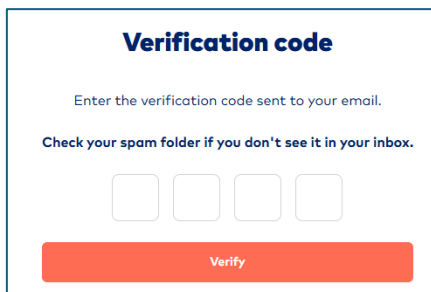 Verification code
Enter the verification code sent to your email.
Check your spam folder if you don't see it in your inbox.
Verify